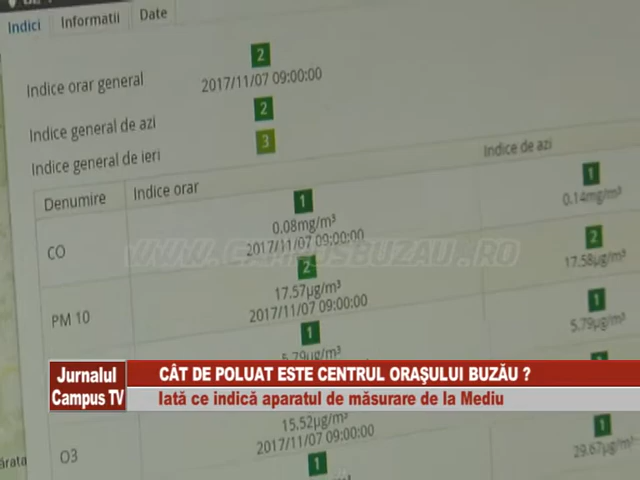 Indici Informatii Date
Indice orar general
2
2017/11/07 09:00:00
Indice general de azi
2
Indice general de ieri
3
Denumire Indice orar Indice de azi
CO
1
0.08mg/m³
2017/11/07 09:00:00
1
0.14mg/m³
WWW.CAMPUSBUZAU.RO
PM 10
2
17.57µg/m³
2017/11/07 09:00:00
2
17.58µg/m³
1
5.79µg/m³
1
5.79µg/m³
Jurnalul
Campus TV
CÂT DE POLUAT ESTE CENTRUL ORAŞULUI BUZĂU ?
Iată ce indică aparatul de măsurare de la Mediu
O3
15.52µg/m³
2017/11/07 09:00:00
1
1
29.67µg/m³